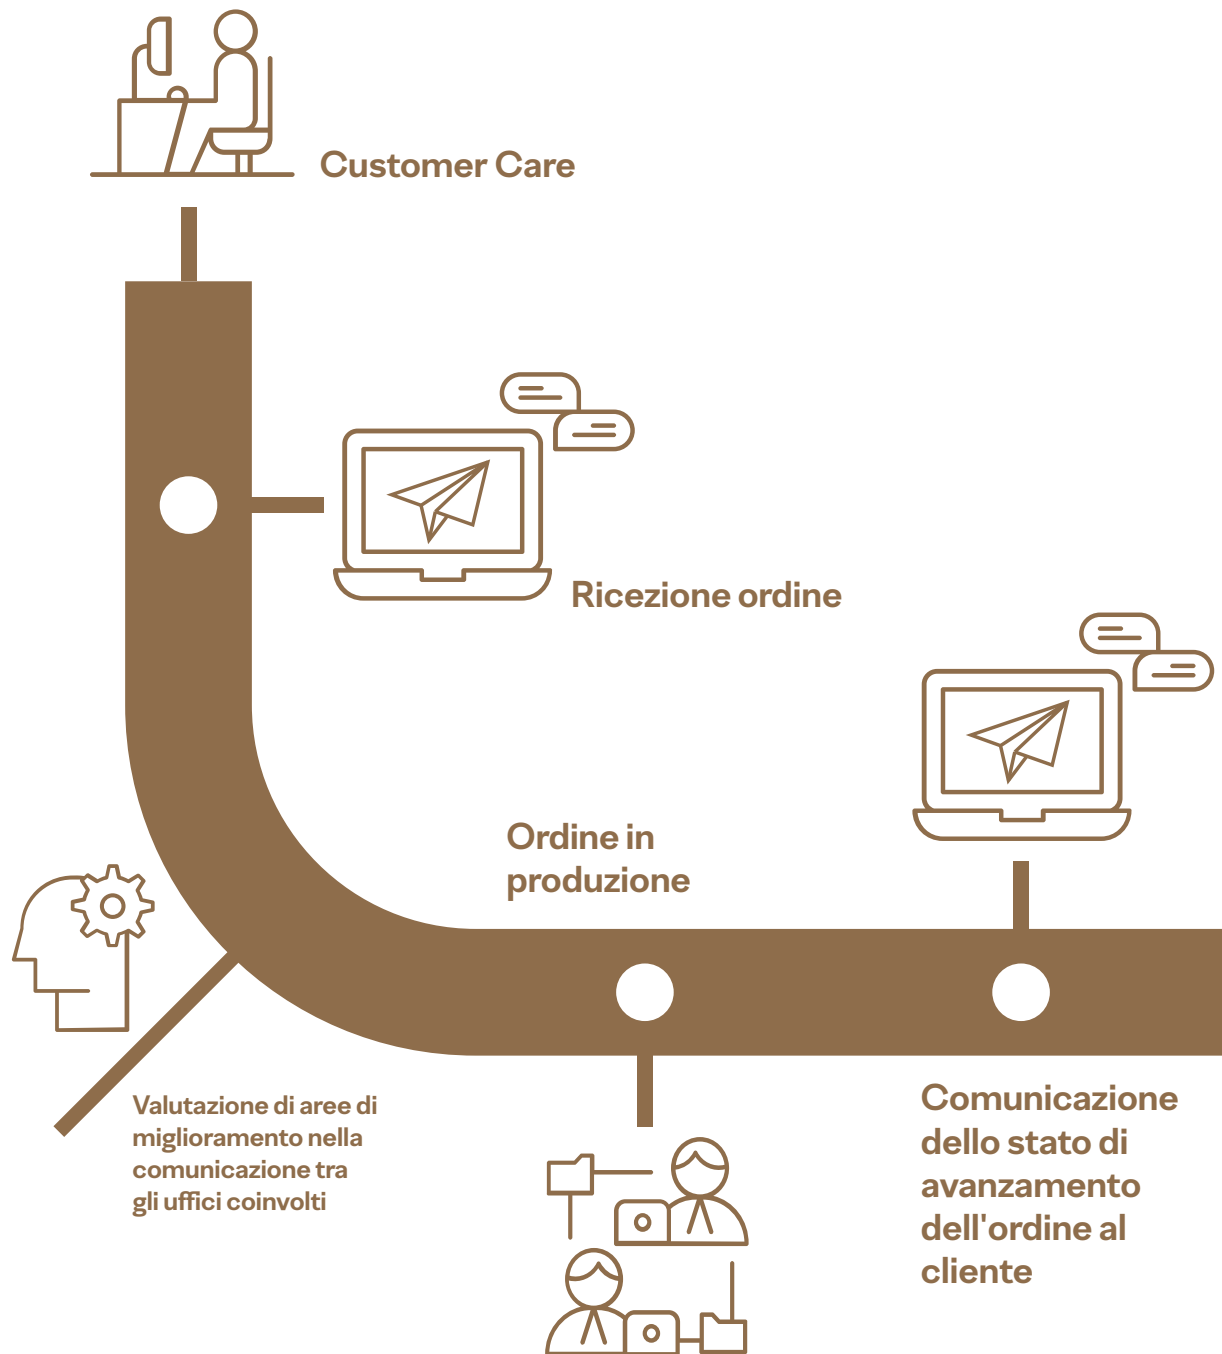 Customer Care
Ricezione ordine
Ordine in
produzione
Valutazione di aree di
miglioramento nella
comunicazione tra
gli uffici coinvolti
Comunicazione
dello stato di
avanzamento
dell'ordine al
cliente